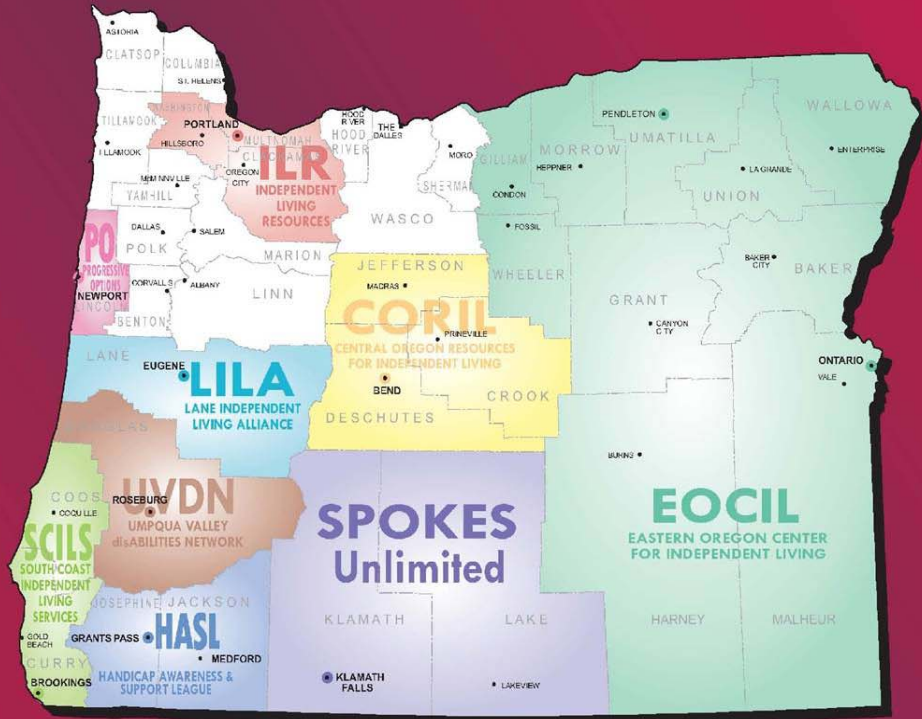 ASTORIA
CLATSOP
COLUMBIA
ST. HELENS
WASHINGTON
TILLAMOOK
PORTLAND
HILLSBORO
MULTNOMAH
CLACKAMAS
ILR
INDEPENDENT
LIVING
RESOURCES
OREGON
CITY
HOOD
RIVER
HOOD
RIVER
THE
DALLES
MORO
SHERMAN
WASCO
GILLIAM
CONDON
MORROW
HEPPNER
PENDLETON
UMATILLA
WALLOWA
ENTERPRISE
LA GRANDE
UNION
YAMHILL
DALLAS
POLK
SALEM
MARION
PO
PROGRESSIVE
OPTIONS
NEWPORT
LINCOLN
ALBANY
LINN
BENTON
JEFFERSON
MADRAS
CORIL
CENTRAL OREGON RESOURCES
FOR INDEPENDENT LIVING
PRINEVILLE
BEND
CROOK
DESCHUTES
FOSSIL
WHEELER
GRANT
BAKER
CITY
BAKER
ONTARIO
VALE
LANE
EUGENE
LILA
LANE INDEPENDENT
LIVING ALLIANCE
DOUGLAS
UVDN
ROSEBURG
UMPQUA VALLEY
disABILITIES NETWORK
COOS
SCILS
SOUTH COAST
INDEPENDENT
LIVING
SERVICES
GOLD
BEACH
CURRY
BROOKINGS
JOSEPHINE
JACKSON
GRANTS PASS
HASL
MEDFORD
HANDICAP AWARENESS &
SUPPORT LEAGUE
SPOKES
Unlimited
KLAMATH
LAKE
KLAMATH
FALLS
LAKEVIEW
BURNS
EOCIL
EASTERN OREGON CENTER
FOR INDEPENDENT LIVING
HARNEY
MALHEUR